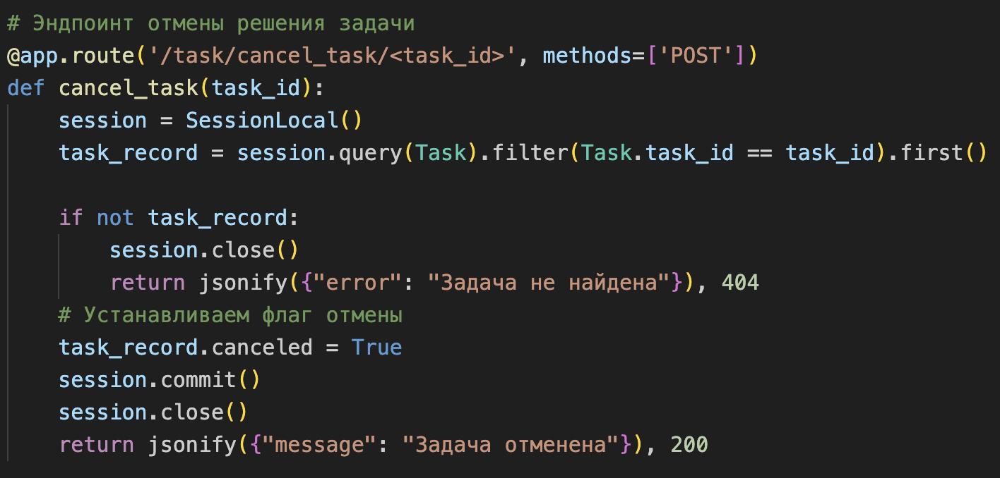 # Эндпоинт отмены решения задачи
@app.route('/task/cancel_task/<task_id>', methods=['POST'])
def cancel_task(task_id):
    session = SessionLocal()
    task_record = session.query(Task).filter(Task.task_id == task_id).first()

    if not task_record:
        session.close()
        return jsonify({"error": "Задача не найдена"}), 404
    # Устанавливаем флаг отмены
    task_record.canceled = True
    session.commit()
    session.close()
    return jsonify({"message": "Задача отменена"}), 200